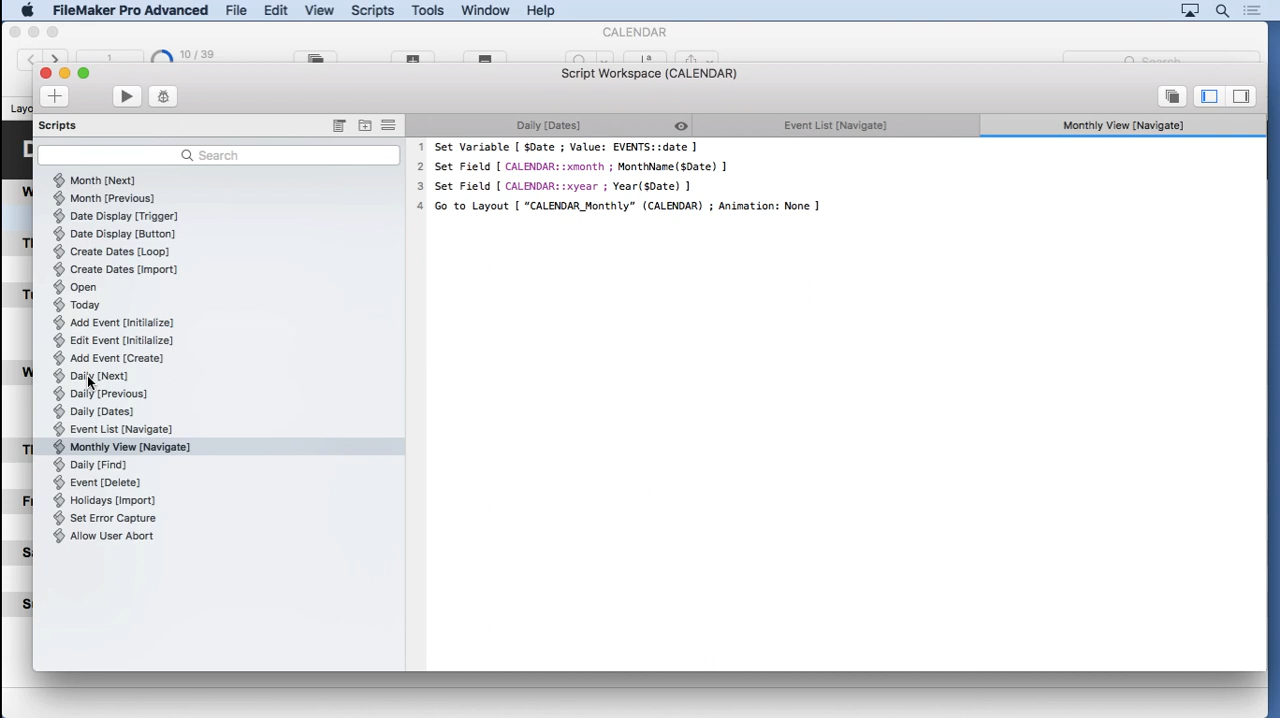 FileMaker Pro Advanced File Edit View Scripts Tools Window Help
CALENDAR
1 10 / 39
Search
Script Workspace (CALENDAR)
Layo
Scripts
Daily [Dates] Event List [Navigate] Monthly View [Navigate]
Search
1 Set Variable [ $Date ; Value: EVENTS::date ]
2 Set Field [ CALENDAR::xmonth ; MonthName($Date) ]
3 Set Field [ CALENDAR::xyear ; Year($Date) ]
4 Go to Layout [ “CALENDAR_Monthly” (CALENDAR) ; Animation: None ]
Month [Next]
Month [Previous]
Date Display [Trigger]
Date Display [Button]
Create Dates [Loop]
Create Dates [Import]
Open
Today
Add Event [Initilalize]
Edit Event [Initilalize]
Add Event [Create]
Daily [Next]
Daily [Previous]
Daily [Dates]
Event List [Navigate]
Monthly View [Navigate]
Daily [Find]
Event [Delete]
Holidays [Import]
Set Error Capture
Allow User Abort